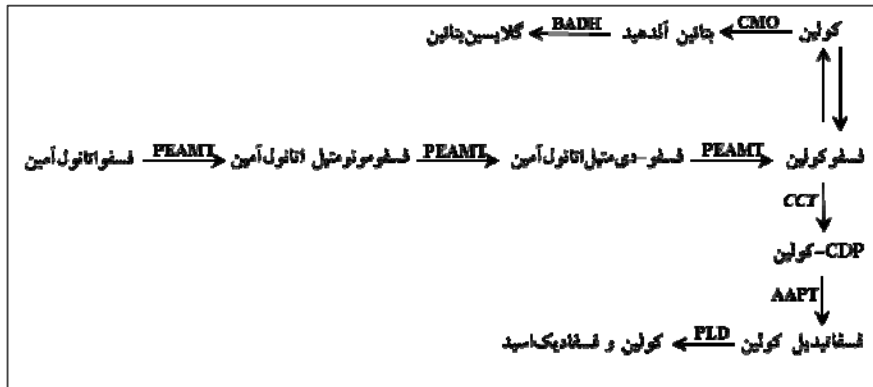 کولین CMO بتائین آلدهید BADH گلایسین‌بتائین
فسفواتانول‌آمین PEAMT فسفومونومتیل اتانول‌آمین PEAMT فسفو-دی‌متیل‌اتانول‌آمین PEAMT فسفوکولین
CCT
CDP-کولین
AAPT
فسفاتیدیل کولین PLD کولین و فسفادیک‌اسید